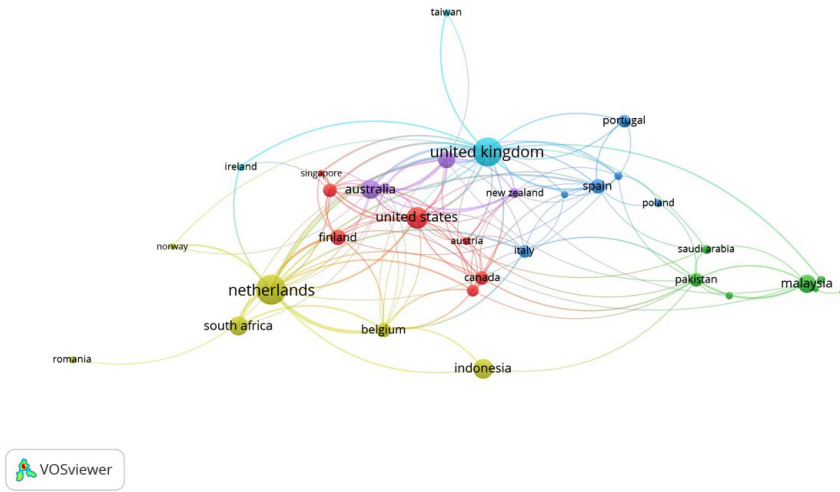 taiwan
portugal
united kingdom
ireland
singapore
australia
new zealand
spain
poland
united states
finland
austria
norway
italy
saudi arabia
canada
pakistan
malaysia
netherlands
south africa
belgium
romania
indonesia
VOSviewer